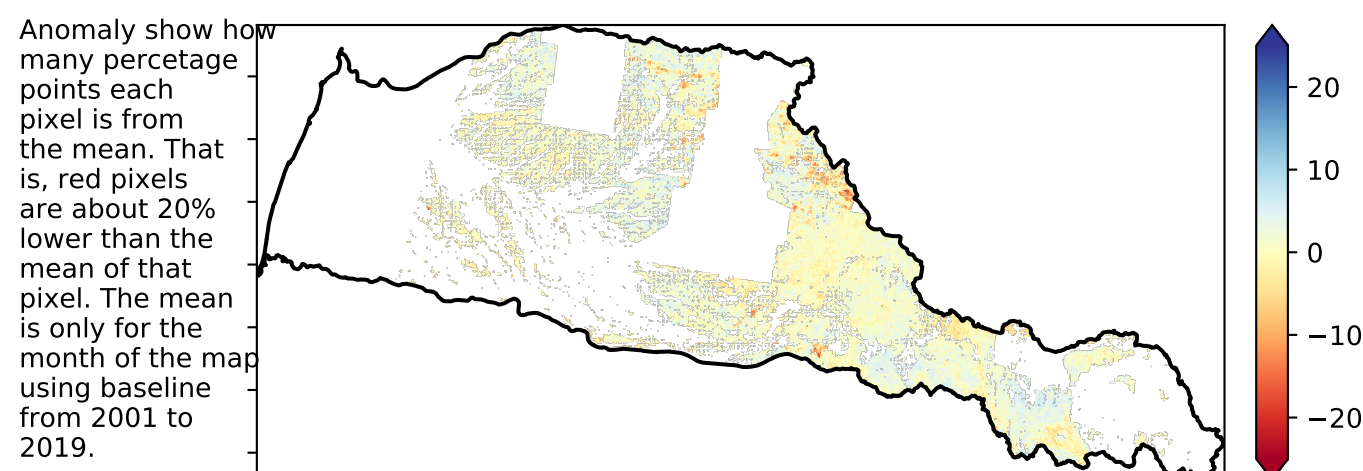 Anomaly show how
many percetage
points each
pixel is from
the mean. That
is, red pixels
are about 20%
lower than the
mean of that
pixel. The mean
is only for the
month of the map
using baseline
from 2001 to
2019.
20
10
0
−10
−20